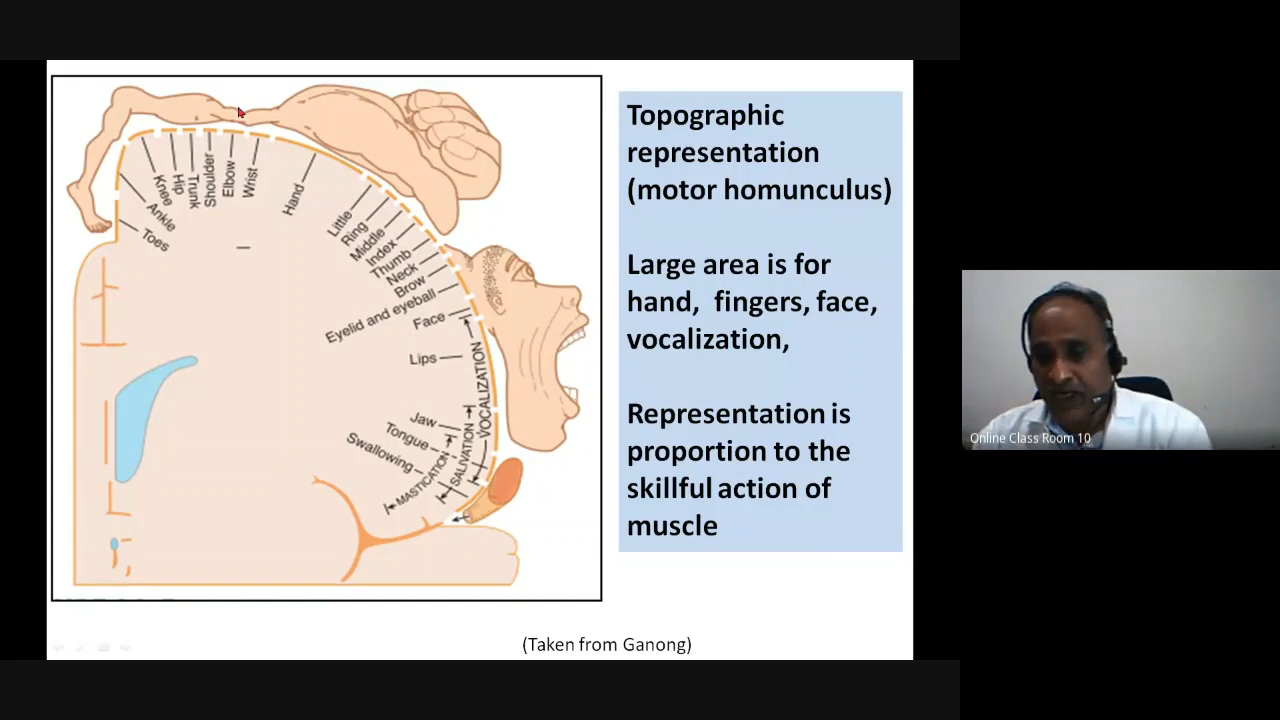 Topographic
representation
(motor homunculus)
Large area is for
hand,  fingers, face,
vocalization,
Representation is
proportion to the
skillful action of
muscle
Toes
Ankle
Knee
Hip
Trunk
Shoulder
Elbow
Wrist
Hand
Little
Ring
Middle
Index
Thumb
Neck
Brow
Eyelid and eyeball
Face
Lips
Jaw
Tongue
Swallowing
MASTICATION
SALIVATION
VOCALIZATION
(Taken from Ganong)
Online Class Room 10